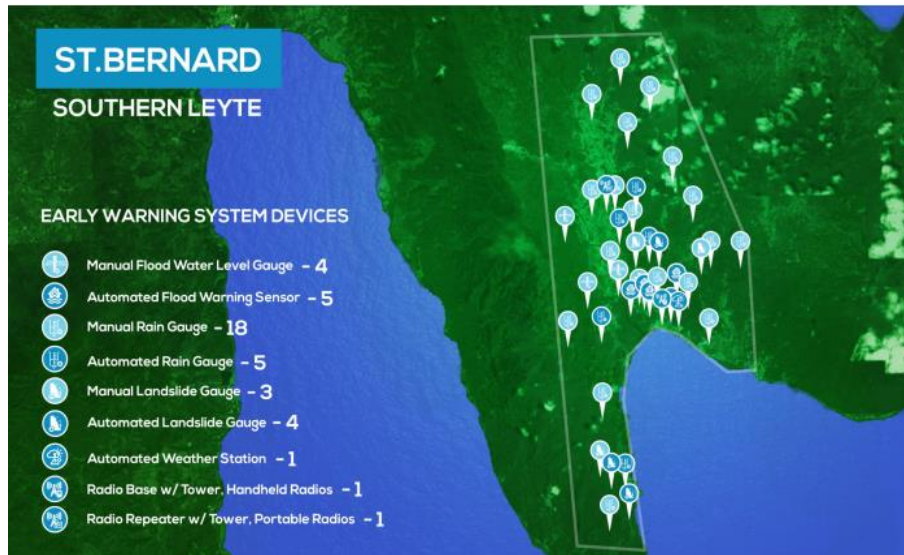 ST.BERNARD
SOUTHERN LEYTE
EARLY WARNING SYSTEM DEVICES
Manual Flood Water Level Gauge - 4
Automated Flood Warning Sensor - 5
Manual Rain Gauge - 18
Automated Rain Gauge - 5
Manual Landslide Gauge - 3
Automated Landslide Gauge - 4
Automated Weather Station - 1
Radio Base w/ Tower, Handheld Radios - 1
Radio Repeater w/ Tower, Portable Radios - 1